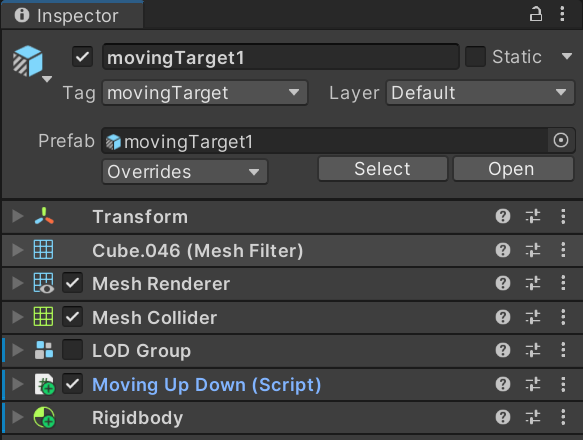 Inspector
movingTarget1 Static
Tag movingTarget Layer Default
Prefab movingTarget1
Overrides Select Open
Transform
Cube.046 (Mesh Filter)
Mesh Renderer
Mesh Collider
LOD Group
Moving Up Down (Script)
Rigidbody